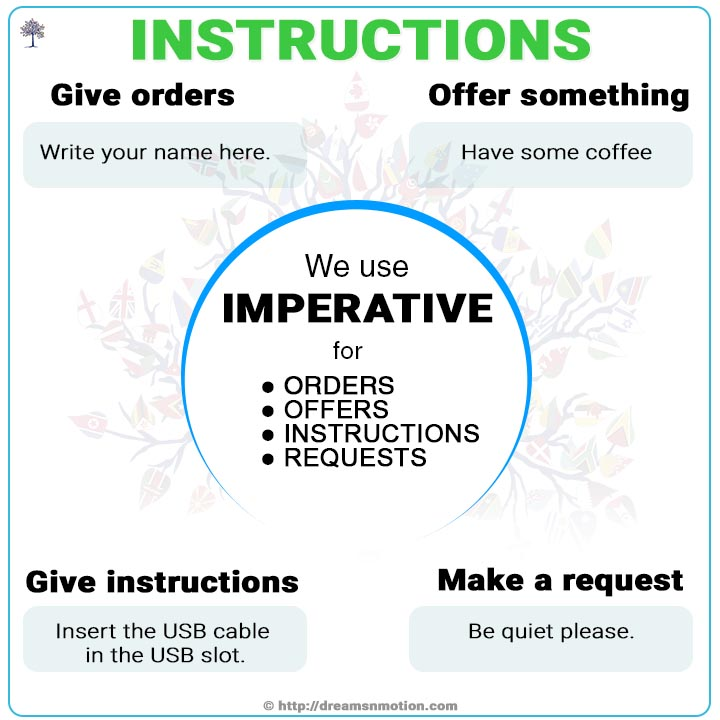 INSTRUCTIONS
Give orders
Write your name here.
Offer something
Have some coffee
We use
IMPERATIVE
for
● ORDERS
● OFFERS
● INSTRUCTIONS
● REQUESTS
Give instructions
Insert the USB cable
in the USB slot.
Make a request
Be quiet please.
© http://dreamsnmotion.com